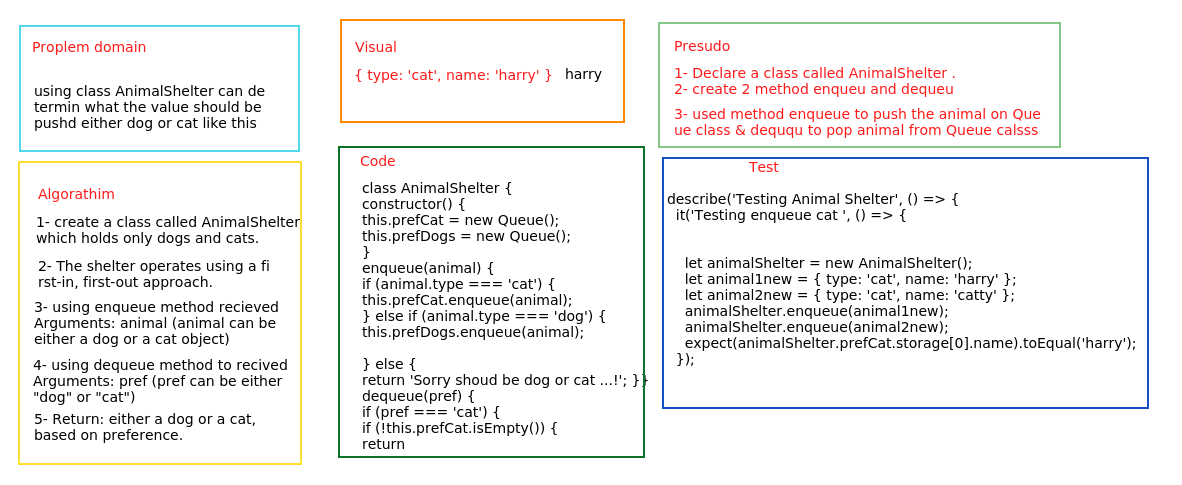 Proplem domain
using class AnimalShelter can de
termin what the value should be
pushd either dog or cat like this
Visual
{ type: 'cat', name: 'harry' } harry
Presudo
1- Declare a class called AnimalShelter .
2- create 2 method enqueu and dequeu
3- used method enqueue to push the animal on Que
ue class & deququ to pop animal from Queue calsss
Algorathim
1- create a class called AnimalShelter
which holds only dogs and cats.
2- The shelter operates using a fi
rst-in, first-out approach.
3- using enqueue method recieved
Arguments: animal (animal can be
either a dog or a cat object)
4- using dequeue method to recived
Arguments: pref (pref can be either
"dog" or "cat")
5- Return: either a dog or a cat,
based on preference.
Code
class AnimalShelter {
constructor() {
this.prefCat = new Queue();
this.prefDogs = new Queue();
}
enqueue(animal) {
if (animal.type === 'cat') {
this.prefCat.enqueue(animal);
} else if (animal.type === 'dog') {
this.prefDogs.enqueue(animal);
} else {
return 'Sorry shoud be dog or cat ...!'; }}
dequeue(pref) {
if (pref === 'cat') {
if (!this.prefCat.isEmpty()) {
return
Test
describe('Testing Animal Shelter', () => {
it('Testing enqueue cat ', () => {
let animalShelter = new AnimalShelter();
let animal1new = { type: 'cat', name: 'harry' };
let animal2new = { type: 'cat', name: 'catty' };
animalShelter.enqueue(animal1new);
animalShelter.enqueue(animal2new);
expect(animalShelter.prefCat.storage[0].name).toEqual('harry');
});